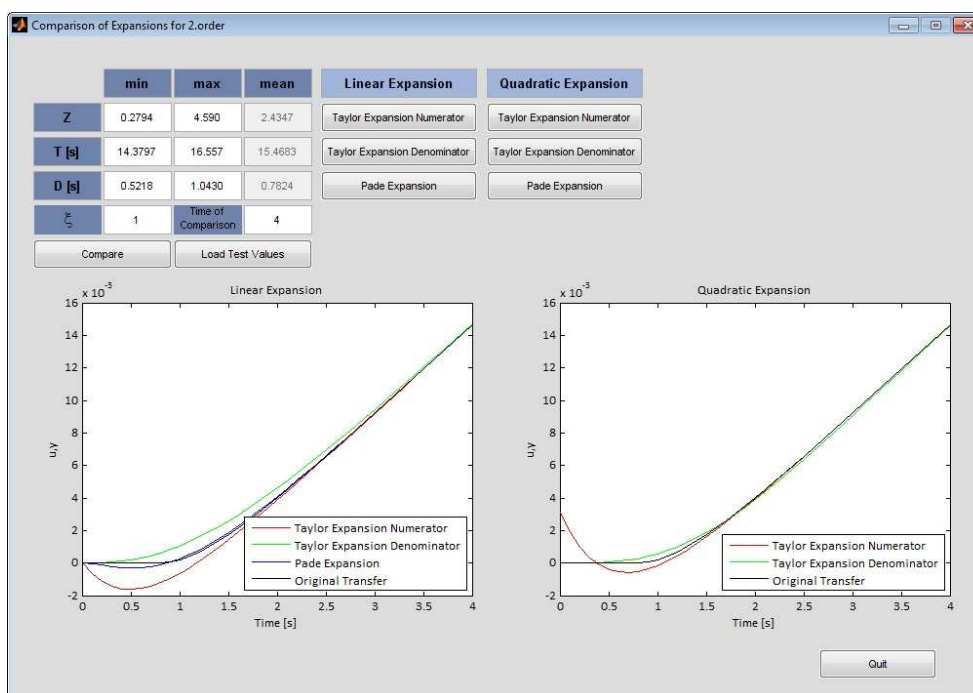 Comparison of Expansions for 2.order
min max mean Linear Expansion Quadratic Expansion
Z 0.2794 4.590 2.4347 Taylor Expansion Numerator Taylor Expansion Numerator
T [s] 14.3797 16.557 15.4683 Taylor Expansion Denominator Taylor Expansion Denominator
D [s] 0.5218 1.0430 0.7824 Pade Expansion Pade Expansion
ξ 1 Time of Comparison 4
Compare Load Test Values
x 10⁻³ Linear Expansion
16
14
12
10
8
6
4
2
0
-2
u,y
Taylor Expansion Numerator
Taylor Expansion Denominator
Pade Expansion
Original Transfer
0 0.5 1 1.5 2 2.5 3 3.5 4
Time [s]
x 10⁻³ Quadratic Expansion
16
14
12
10
8
6
4
2
0
-2
u,y
Taylor Expansion Numerator
Taylor Expansion Denominator
Original Transfer
0 0.5 1 1.5 2 2.5 3 3.5 4
Time [s]
Quit